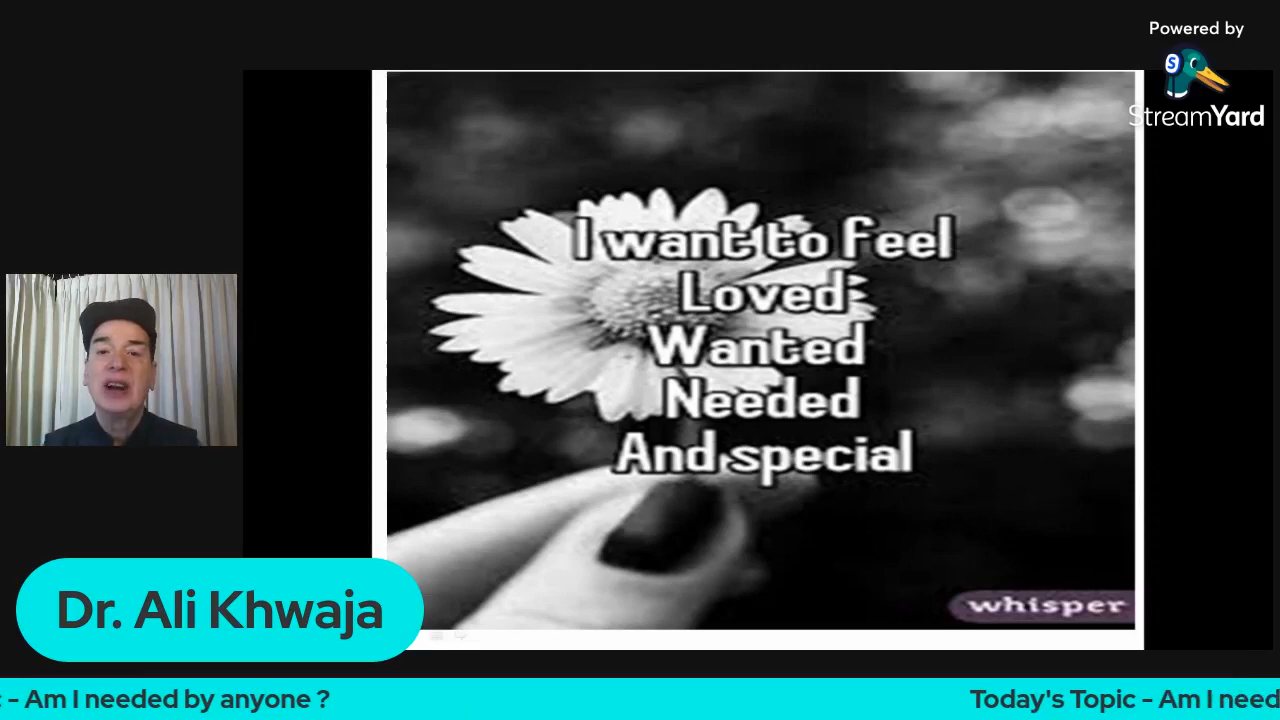 Powered by
S
StreamYard
I want to feel
Loved
Wanted
Needed
And special
whisper
Dr. Ali Khwaja
- Am I needed by anyone ?
Today's Topic - Am I need